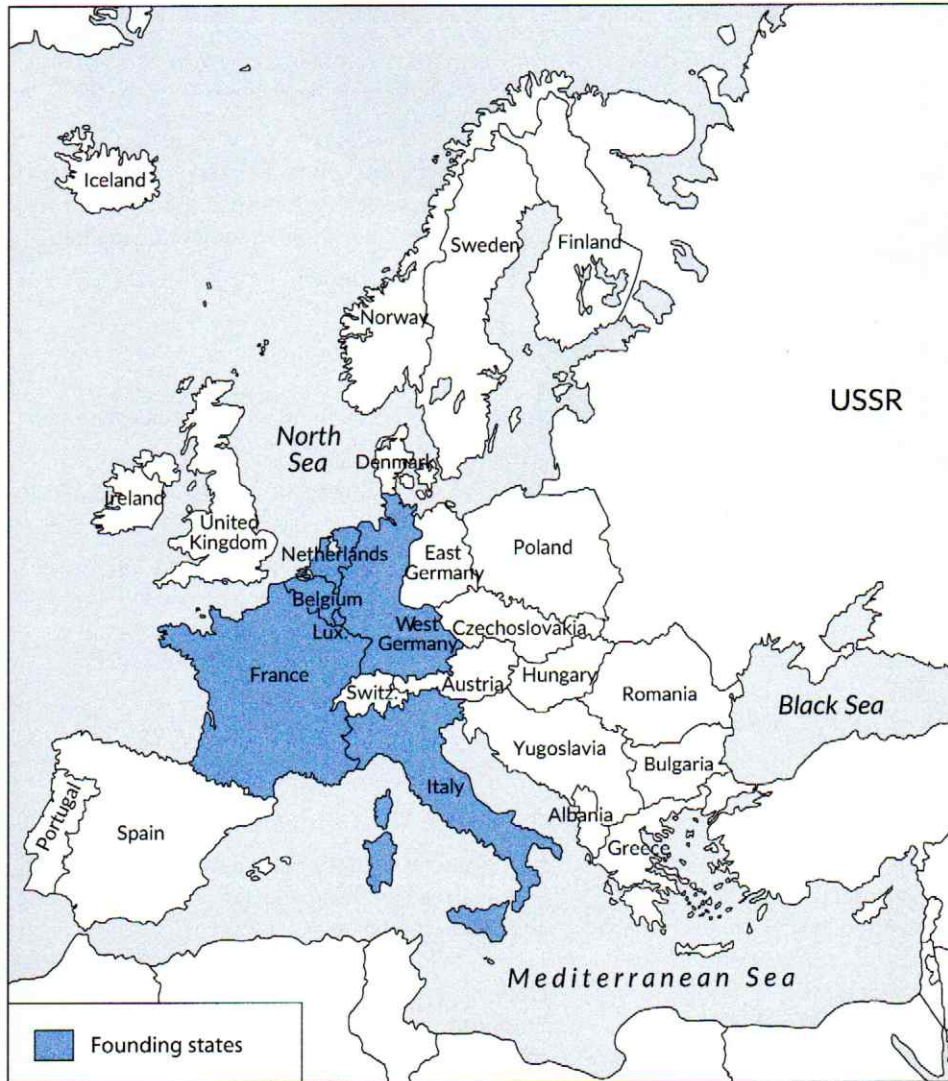 Iceland
Sweden
Finland
Norway
USSR
North
Sea
Denmark
Ireland
United
Kingdom
Netherlands
East
Germany
Poland
Belgium
Lux.
West
Germany
Czechoslovakia
France
Switz.
Austria
Hungary
Romania
Black Sea
Yugoslavia
Bulgaria
Italy
Portugal
Spain
Albania
Greece
Mediterranean Sea
Founding states